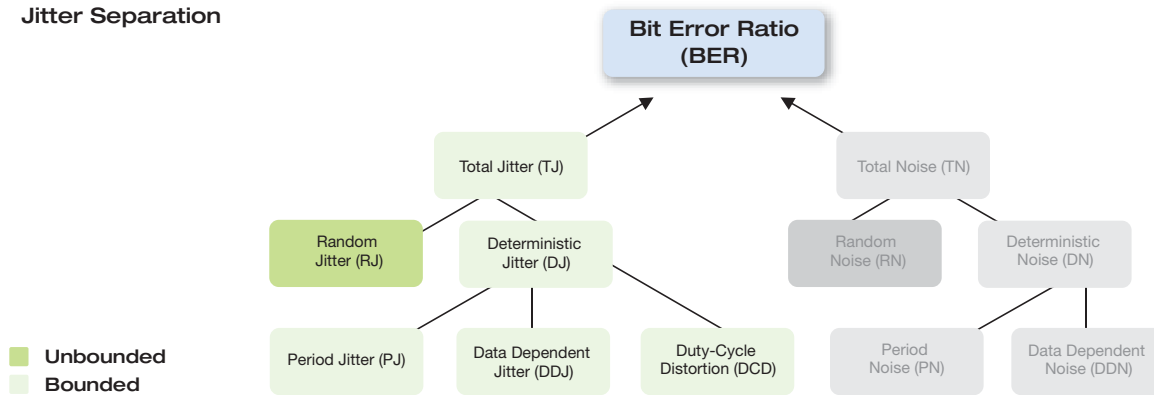 Jitter Separation
Bit Error Ratio
(BER)
Total Jitter (TJ)
Total Noise (TN)
Random
Jitter (RJ)
Deterministic
Jitter (DJ)
Random
Noise (RN)
Deterministic
Noise (DN)
Period Jitter (PJ)
Data Dependent
Jitter (DDJ)
Duty-Cycle
Distortion (DCD)
Period
Noise (PN)
Data Dependent
Noise (DDN)
Unbounded
Bounded